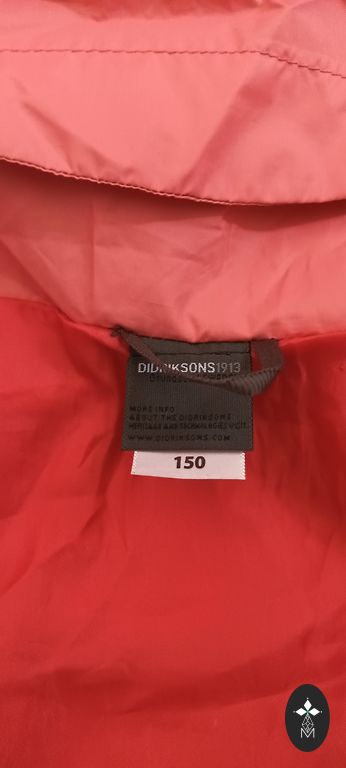 DIDRIKSONS1913
MORE INFO
ABOUT THE DIDRIKSONS
HERITAGE AND TECHNOLOGIES VISIT:
WWW.DIDRIKSONS.COM
150
M